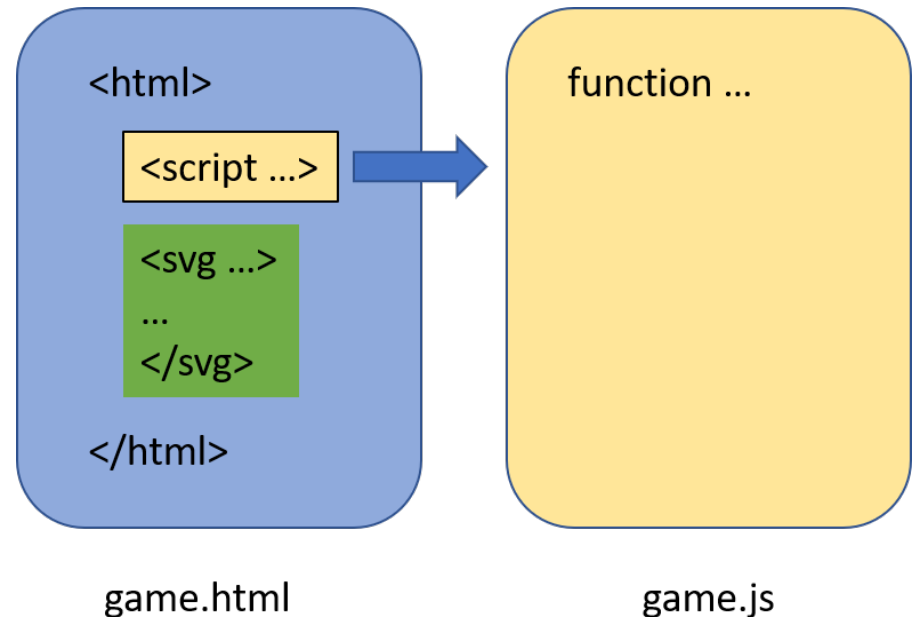 <html>
<script ...>
<svg ...>
...
</svg>
</html>
game.html
function ...
game.js